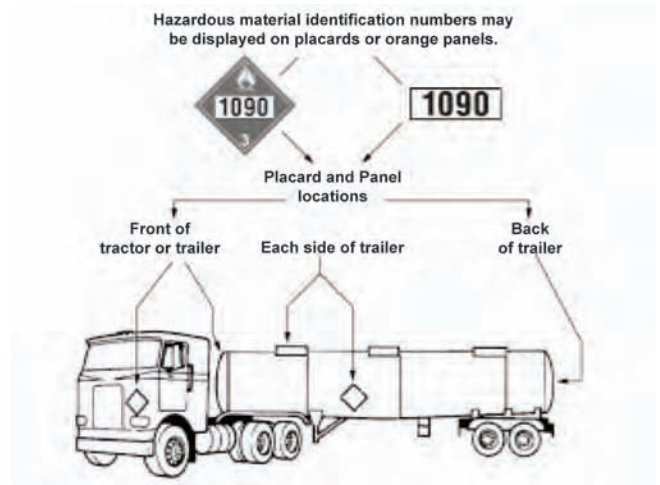 Hazardous material identification numbers may
be displayed on placards or orange panels.
1090
3
1090
Placard and Panel
locations
Front of
tractor or trailer
Each side of trailer
Back
of trailer